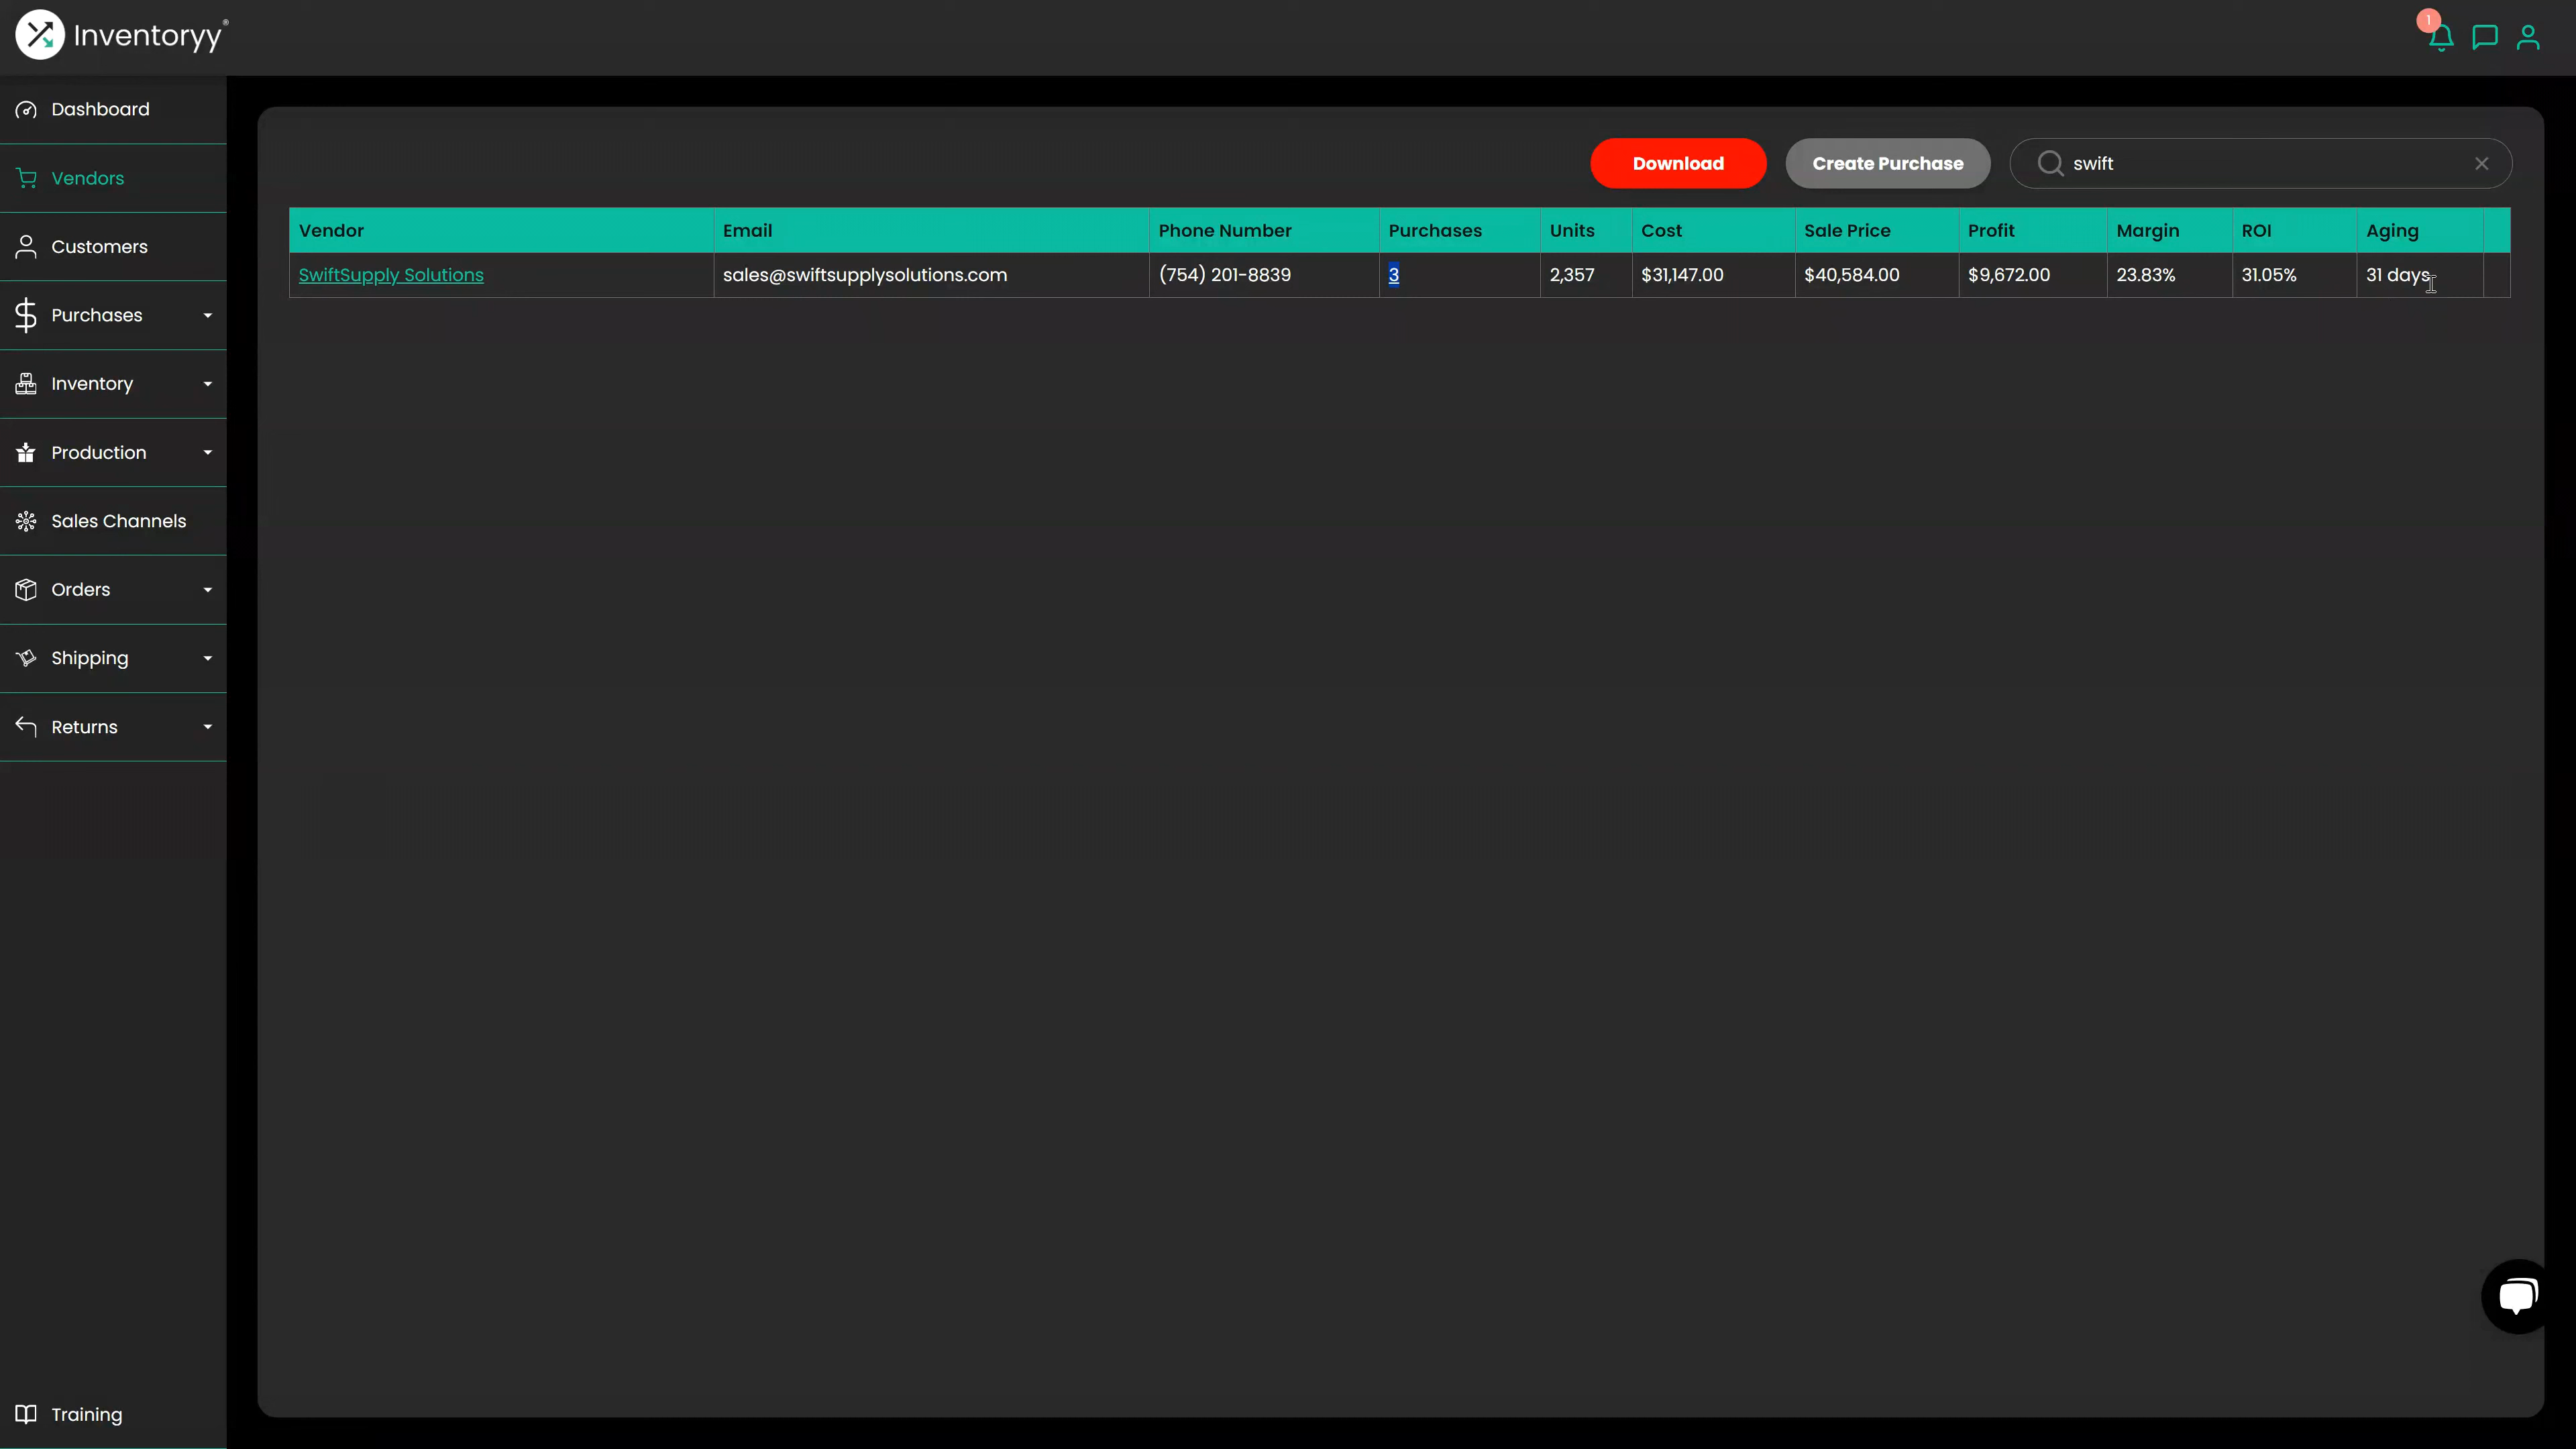 Inventoryy®
1
Dashboard
Vendors
Customers
Purchases
Inventory
Production
Sales Channels
Orders
Shipping
Returns
Training
Download
Create Purchase
swift
Vendor Email Phone Number Purchases Units Cost Sale Price Profit Margin ROI Aging
SwiftSupply Solutions sales@swiftsupplysolutions.com (754) 201-8839 3 2,357 $31,147.00 $40,584.00 $9,672.00 23.83% 31.05% 31 days